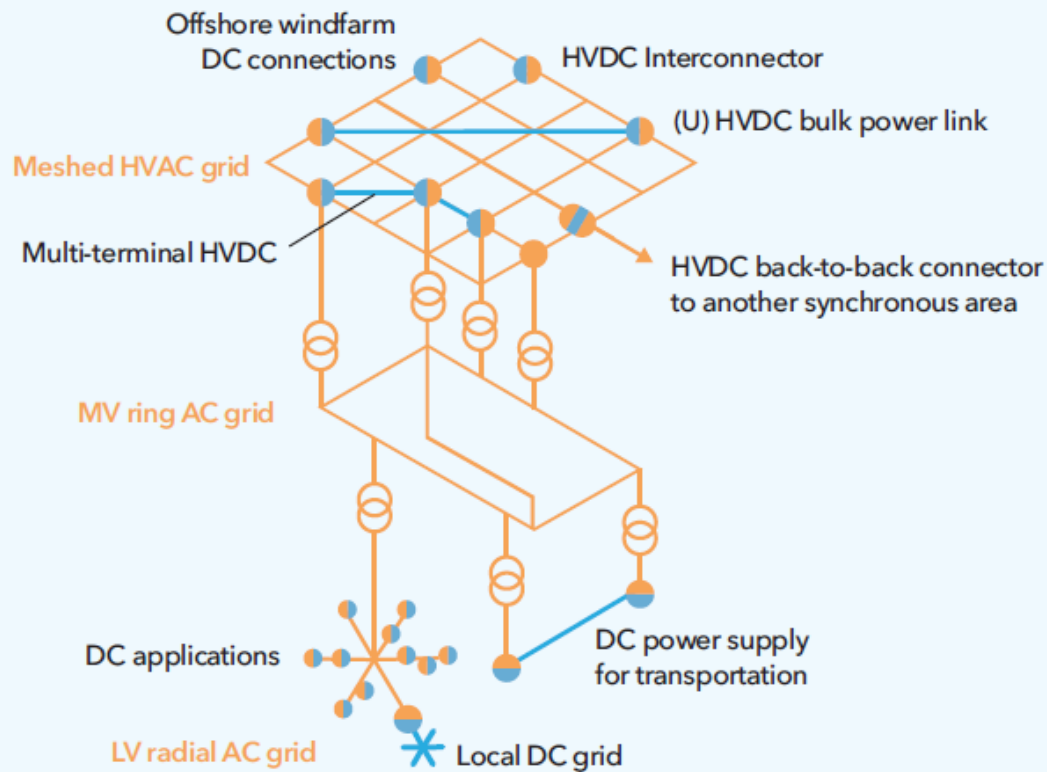 Offshore windfarm
DC connections
HVDC Interconnector
(U) HVDC bulk power link
Meshed HVAC grid
Multi-terminal HVDC
HVDC back-to-back connector
to another synchronous area
MV ring AC grid
DC applications
DC power supply
for transportation
LV radial AC grid
Local DC grid